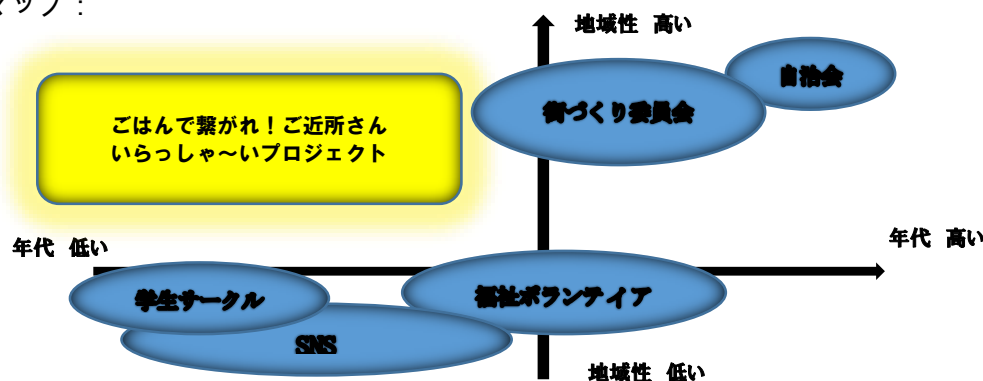 マップ：
地域性 高い
自治会
街づくり委員会
ごはんで繋がれ！ご近所さん
いらっしゃ～いプロジェクト
年代 低い
年代 高い
学生サークル
福祉ボランテイア
SNS
地域性 低い